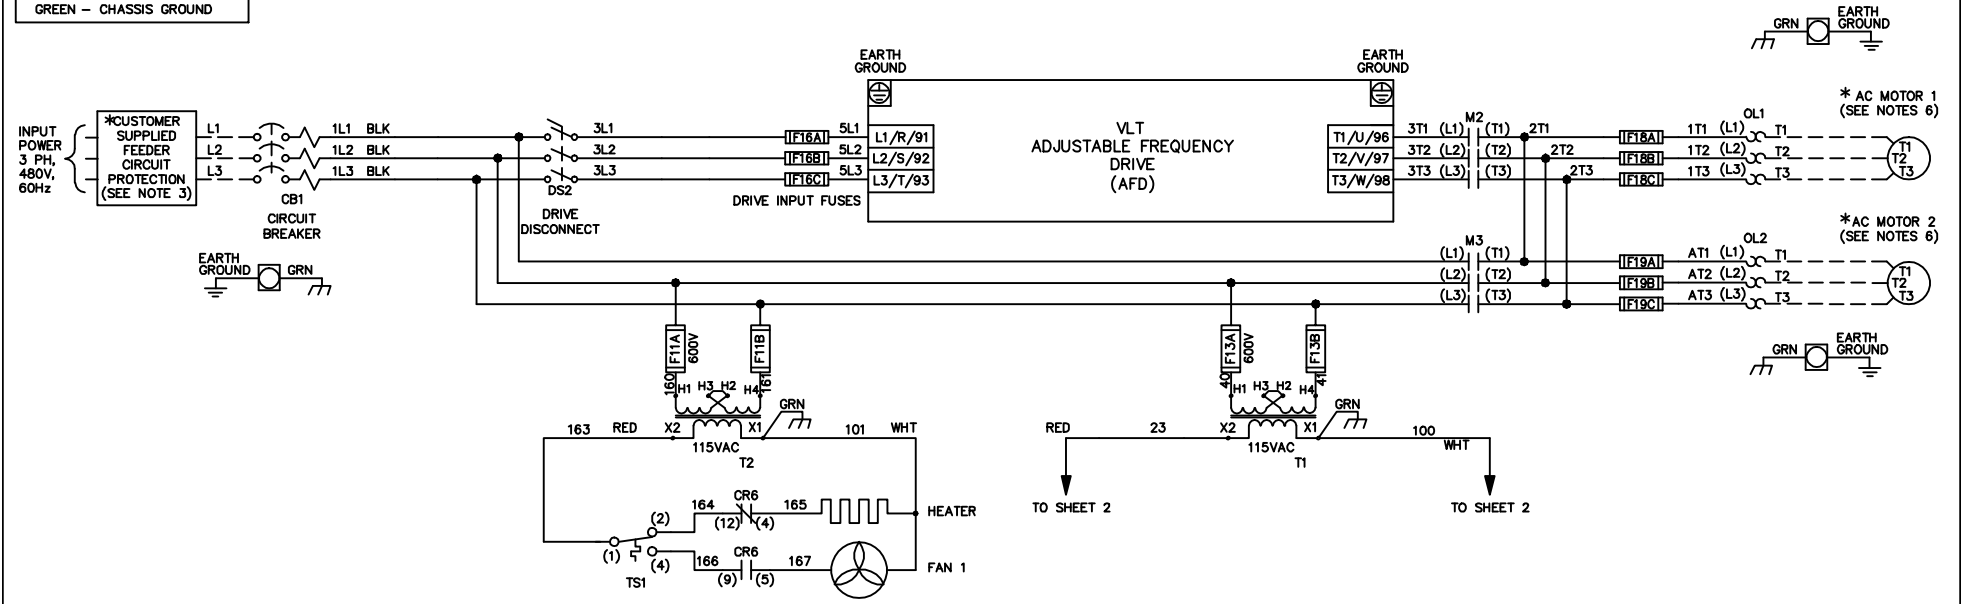 GREEN – CHASSIS GROUND
EARTH
GROUND
GRN
EARTH
GROUND
EARTH
GROUND
INPUT
POWER
3 PH,
480V,
60Hz
*CUSTOMER
SUPPLIED
FEEDER
CIRCUIT
PROTECTION
(SEE NOTE 3)
L1
L2
L3
CB1
CIRCUIT
BREAKER
1L1 BLK
1L2 BLK
1L3 BLK
DS2
DRIVE
DISCONNECT
3L1
3L2
3L3
F16A
F16B
F16C
DRIVE INPUT FUSES
5L1
5L2
5L3
L1/R/91
L2/S/92
L3/T/93
VLT
ADJUSTABLE FREQUENCY
DRIVE
(AFD)
T1/U/96
T2/V/97
T3/W/98
M2
3T1 (L1) (T1) 2T1
3T2 (L2) (T2) 2T2
3T3 (L3) (T3) 2T3
F18A
F18B
F18C
OL1
1T1 (L1) T1
1T2 (L2) T2
1T3 (L3) T3
* AC MOTOR 1
(SEE NOTES 6)
T1
T2
T3
EARTH
GROUND
GRN
M3
(L1) (T1)
(L2) (T2)
(L3) (T3)
F19A
F19B
F19C
OL2
AT1 (L1) T1
AT2 (L2) T2
AT3 (L3) T3
*AC MOTOR 2
(SEE NOTES 6)
T1
T2
T3
GRN
EARTH
GROUND
F11A
600V
F11B
160
161
H1 H3 H2 H4
GRN
163 RED X2 X1 101 WHT
115VAC
T2
F13A
600V
F13B
40
41
H1 H3 H2 H4
GRN
RED 23 X2 X1 100
WHT
115VAC
T1
TO SHEET 2
TO SHEET 2
CR6
164 165
(2) (12) (4)
HEATER
(1)
(4)
TS1
CR6
166 167
(9) (5)
FAN 1